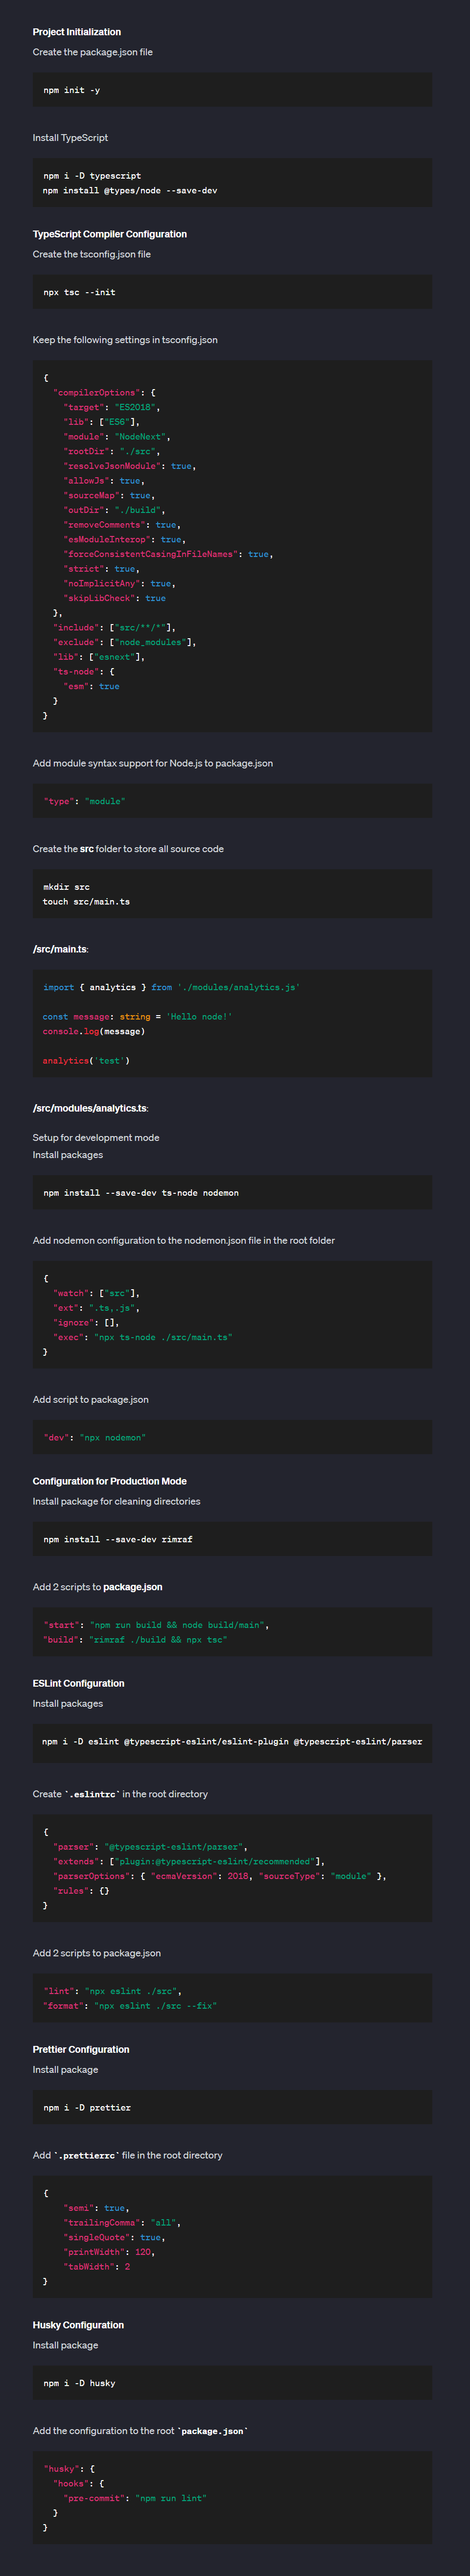 Project Initialization
Create the package.json file
npm init -y
Install TypeScript
npm i -D typescript
npm install @types/node --save-dev
TypeScript Compiler Configuration
Create the tsconfig.json file
npx tsc --init
Keep the following settings in tsconfig.json
{
  "compilerOptions": {
    "target": "ES2018",
    "lib": ["ES6"],
    "module": "NodeNext",
    "rootDir": "./src",
    "resolveJsonModule": true,
    "allowJs": true,
    "sourceMap": true,
    "outDir": "./build",
    "removeComments": true,
    "esModuleInterop": true,
    "forceConsistentCasingInFileNames": true,
    "strict": true,
    "noImplicitAny": true,
    "skipLibCheck": true
  },
  "include": ["src/**/*"],
  "exclude": ["node_modules"],
  "lib": ["esnext"],
  "ts-node": {
    "esm": true
  }
}
Add module syntax support for Node.js to package.json
"type": "module"
Create the src folder to store all source code
mkdir src
touch src/main.ts
/src/main.ts:
import { analytics } from './modules/analytics.js'
const message: string = 'Hello node!'
console.log(message)
analytics('test')
/src/modules/analytics.ts:
Setup for development mode
Install packages
npm install --save-dev ts-node nodemon
Add nodemon configuration to the nodemon.json file in the root folder
{
  "watch": ["src"],
  "ext": ".ts,.js",
  "ignore": [],
  "exec": "npx ts-node ./src/main.ts"
}
Add script to package.json
"dev": "npx nodemon"
Configuration for Production Mode
Install package for cleaning directories
npm install --save-dev rimraf
Add 2 scripts to package.json
"start": "npm run build && node build/main",
"build": "rimraf ./build && npx tsc"
ESLint Configuration
Install packages
npm i -D eslint @typescript-eslint/eslint-plugin @typescript-eslint/parser
Create `.eslintrc` in the root directory
{
  "parser": "@typescript-eslint/parser",
  "extends": ["plugin:@typescript-eslint/recommended"],
  "parserOptions": { "ecmaVersion": 2018, "sourceType": "module" },
  "rules": {}
}
Add 2 scripts to package.json
"lint": "npx eslint ./src",
"format": "npx eslint ./src --fix"
Prettier Configuration
Install package
npm i -D prettier
Add `.prettierrc` file in the root directory
{
    "semi": true,
    "trailingComma": "all",
    "singleQuote": true,
    "printWidth": 120,
    "tabWidth": 2
}
Husky Configuration
Install package
npm i -D husky
Add the configuration to the root `package.json`
"husky": {
  "hooks": {
    "pre-commit": "npm run lint"
  }
}